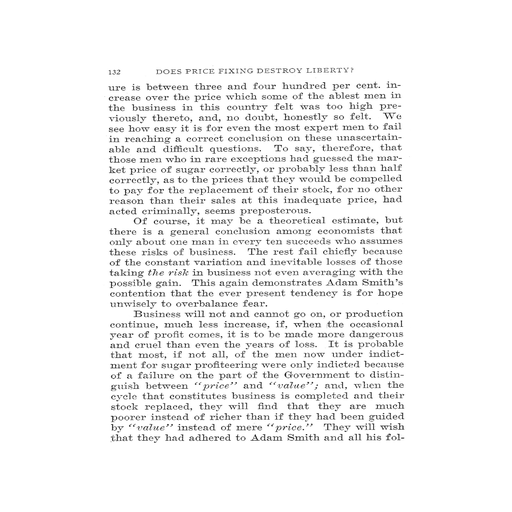 132 DOES PRICE FIXING DESTROY LIBERTY?
ure is between three and four hundred per cent. in-
crease over the price which some of the ablest men in
the business in this country felt was too high pre-
viously thereto, and, no doubt, honestly so felt. We
see how easy it is for even the most expert men to fail
in reaching a correct conclusion on these unascertain-
able and difficult questions. To say, therefore, that
those men who in rare exceptions had guessed the mar-
ket price of sugar correctly, or probably less than half
correctly, as to the prices that they would be compelled
to pay for the replacement of their stock, for no other
reason than their sales at this inadequate price, had
acted criminally, seems preposterous.
Of course, it may be a theoretical estimate, but
there is a general conclusion among economists that
only about one man in every ten succeeds who assumes
these risks of business. The rest fail chiefly because
of the constant variation and inevitable losses of those
taking the risk in business not even averaging with the
possible gain. This again demonstrates Adam Smith's
contention that the ever present tendency is for hope
unwisely to overbalance fear.
Business will not and cannot go on, or production
continue, much less increase, if, when the occasional
year of profit comes, it is to be made more dangerous
and cruel than even the years of loss. It is probable
that most, if not all, of the men now under indict-
ment for sugar profiteering were only indicted because
of a failure on the part of the Government to distin-
guish between "price" and "value"; and, when the
cycle that constitutes business is completed and their
stock replaced, they will find that they are much
poorer instead of richer than if they had been guided
by "value" instead of mere "price." They will wish
that they had adhered to Adam Smith and all his fol-